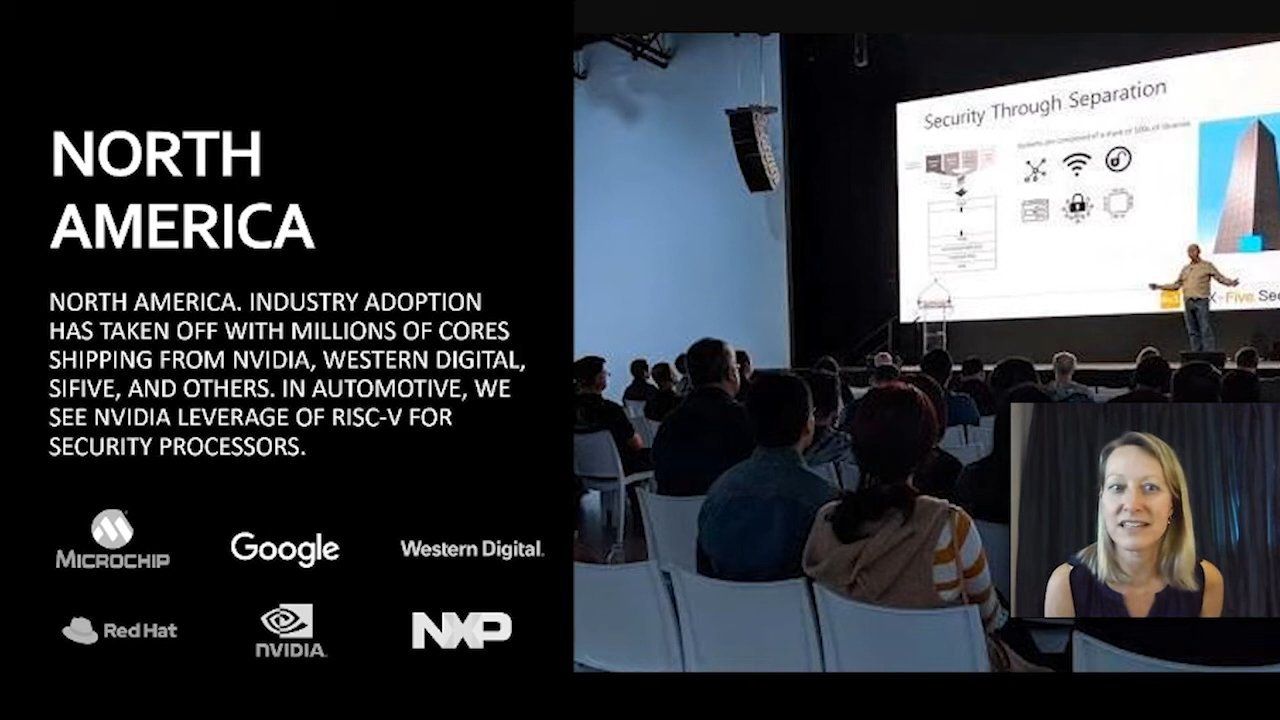 NORTH
AMERICA
NORTH AMERICA. INDUSTRY ADOPTION
HAS TAKEN OFF WITH MILLIONS OF CORES
SHIPPING FROM NVIDIA, WESTERN DIGITAL,
SIFIVE, AND OTHERS. IN AUTOMOTIVE, WE
SEE NVIDIA LEVERAGE OF RISC-V FOR
SECURITY PROCESSORS.
MICROCHIP
Google
Western Digital.
Red Hat
NVIDIA.
NXP
Security Through Separation
Five Sec